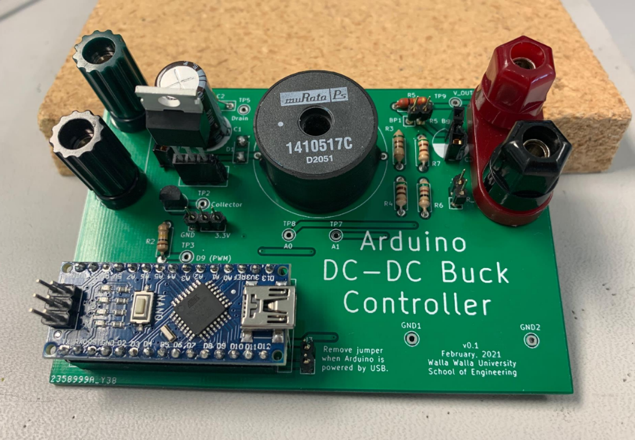 C2
TP5
Drain
C1
muRata Ps
1410517C
D2051
R5
TP9
V_OUT
BP1
R3
R7
R4
R6
TP2
Collector
GND
3.3V
R2
TP3
D9 (PWM)
TP8
A0
TP7
A1
Arduino
DC–DC Buck
Controller
NANO
GND1
GND2
v0.1
February, 2021
Walla Walla University
School of Engineering
Remove jumper
when Arduino is
powered by USB.
2358999A_Y38